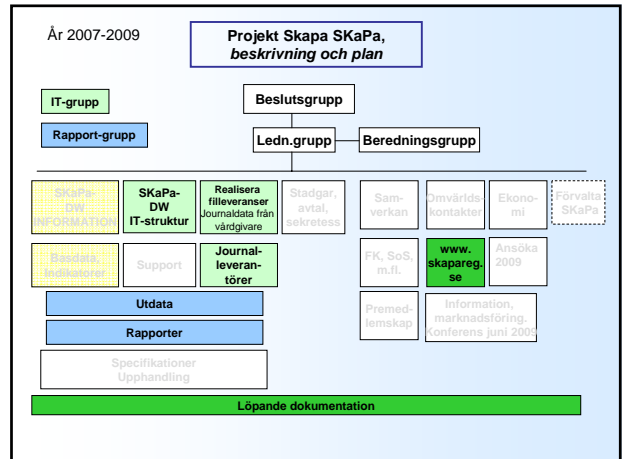 År 2007-2009
Projekt Skapa SKaPa,
beskrivning och plan
IT-grupp
Rapport-grupp
Beslutsgrupp
Ledn.grupp
Beredningsgrupp
SKaPa-
DW
INFORMATION
SKaPa-
DW
IT-struktur
Realisera
filleveranser
Journaldata från
vårdgivare
Stadgar,
avtal,
sekretess
Sam-
verkan
Omvärlds-
kontakter
Ekono-
mi
Förvalta
SKaPa
Basdata,
Indikatorer
Support
Journal-
leveran-
törer
FK, SoS,
m.fl.
www.
skapareg.
se
Ansöka
2009
Utdata
Rapporter
Premed-
lemskap
Information,
marknadsföring.
Konferens juni 2009
Specifikationer
Upphandling
Löpande dokumentation